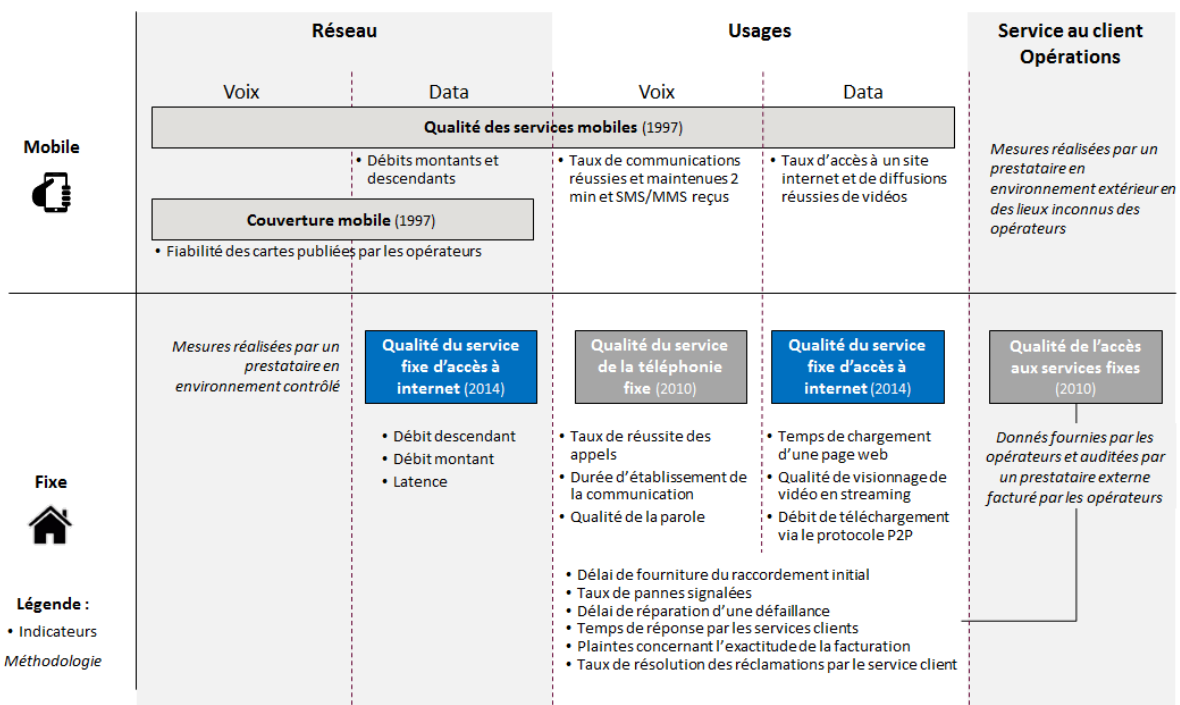 Réseau
Usages
Service au client
Opérations
Voix
Data
Voix
Data
Mobile
Qualité des services mobiles (1997)
• Débits montants et
descendants
• Taux de communications
réussies et maintenues 2
min et SMS/MMS reçus
• Taux d'accès à un site
internet et de diffusions
réussies de vidéos
Mesures réalisées par un
prestataire en
environnement extérieur en
des lieux inconnus des
opérateurs
Couverture mobile (1997)
• Fiabilité des cartes publiées par les opérateurs
Fixe
Mesures réalisées par un
prestataire en
environnement contrôlé
Qualité du service
fixe d'accès à
internet (2014)
• Débit descendant
• Débit montant
• Latence
Qualité du service
de la téléphonie
fixe (2010)
• Taux de réussite des
appels
• Durée d'établissement de
la communication
• Qualité de la parole
Qualité du service
fixe d'accès à
internet (2014)
• Temps de chargement
d'une page web
• Qualité de visionnage de
vidéo en streaming
• Débit de téléchargement
via le protocole P2P
Qualité de l'accès
aux services fixes
(2010)
Donnés fournies par les
opérateurs et auditées par
un prestataire externe
facturé par les opérateurs
• Délai de fourniture du raccordement initial
• Taux de pannes signalées
• Délai de réparation d'une défaillance
• Temps de réponse par les services clients
• Plaintes concernant l'exactitude de la facturation
• Taux de résolution des réclamations par le service client
Légende :
• Indicateurs
Méthodologie